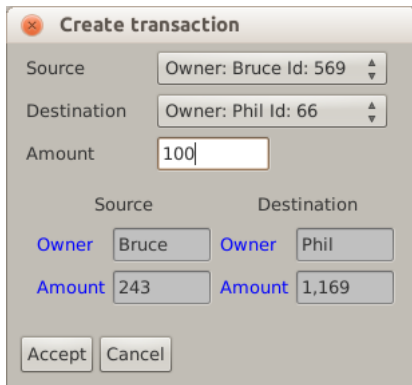 Create transaction
Source Owner: Bruce Id: 569
Destination Owner: Phil Id: 66
Amount 100
Source Destination
Owner Bruce Owner Phil
Amount 243 Amount 1,169
Accept Cancel